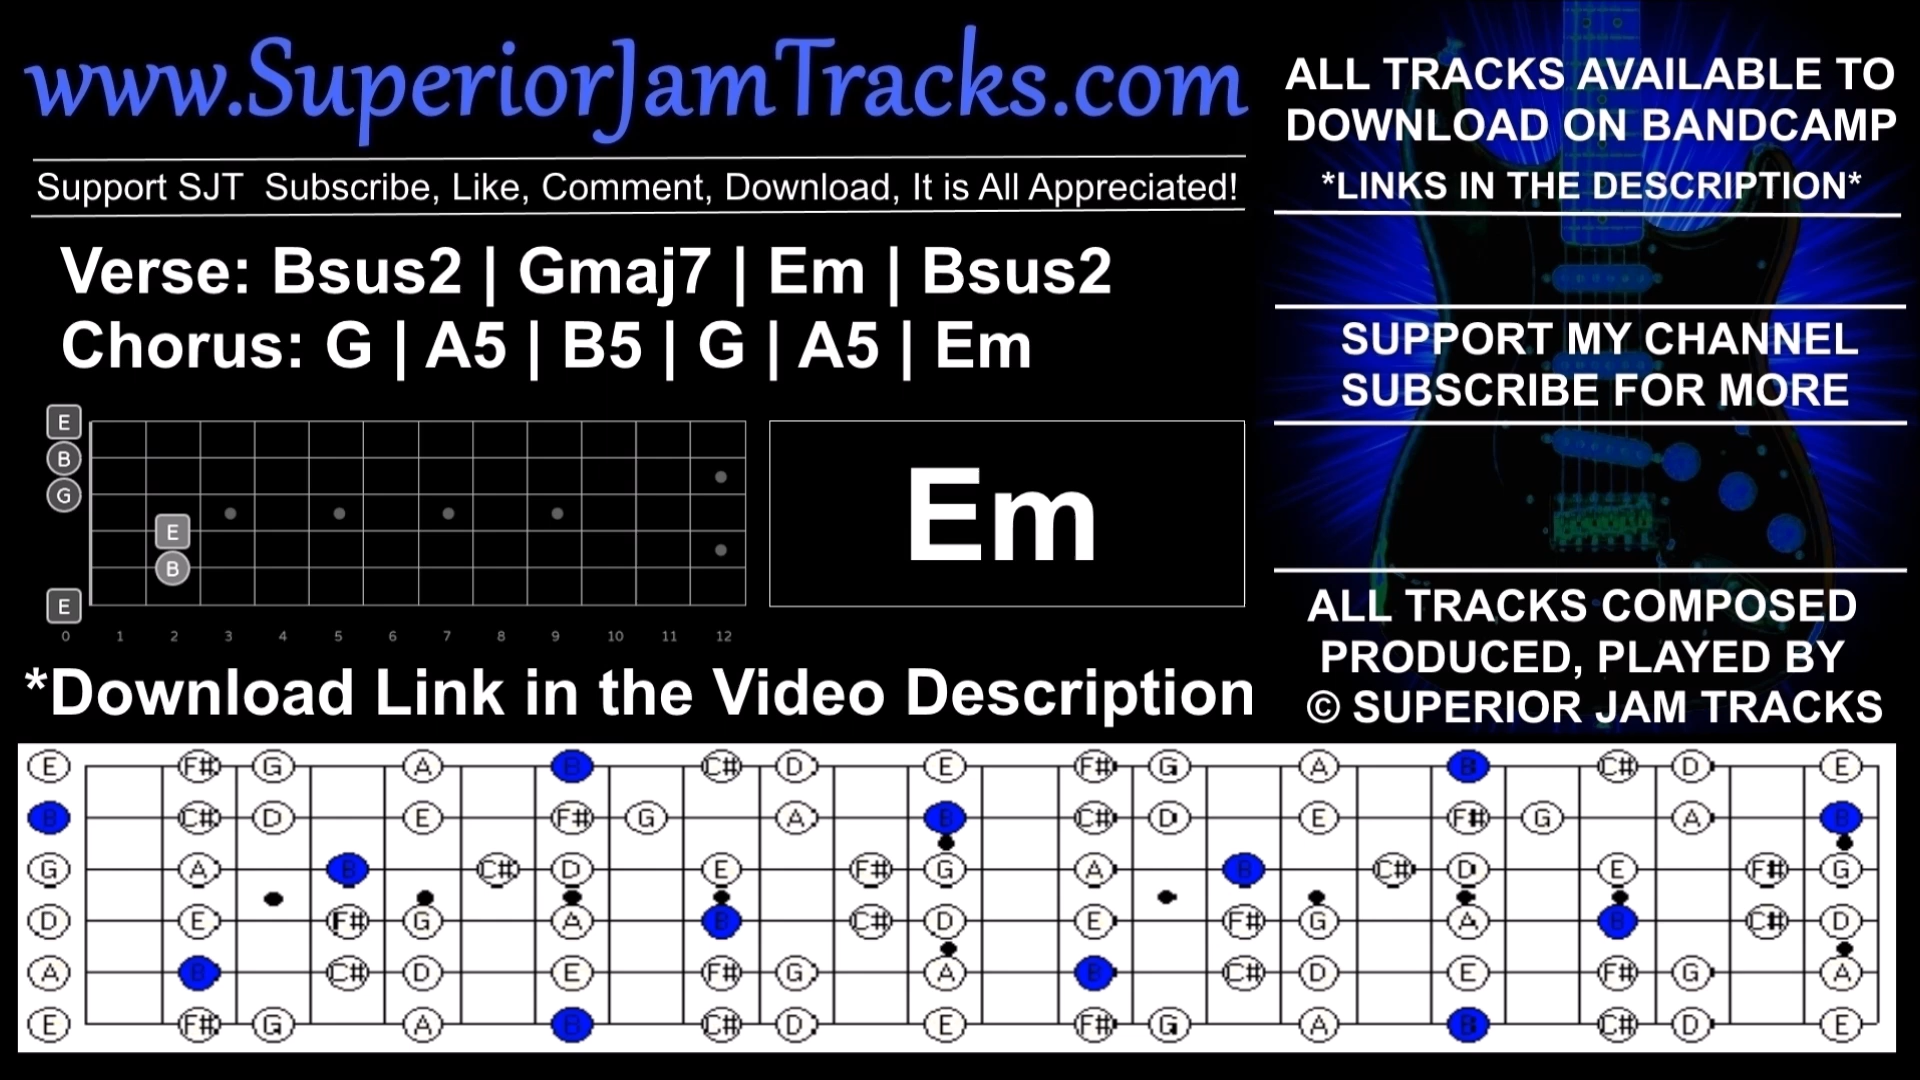 www.SuperiorJamTracks.com
Support SJT  Subscribe, Like, Comment, Download, It is All Appreciated!
Verse: Bsus2 | Gmaj7 | Em | Bsus2
Chorus: G | A5 | B5 | G | A5 | Em
E
B
G
E
B
E
0 1 2 3 4 5 6 7 8 9 10 11 12
Em
*Download Link in the Video Description
ALL TRACKS AVAILABLE TO
DOWNLOAD ON BANDCAMP
*LINKS IN THE DESCRIPTION*
SUPPORT MY CHANNEL
SUBSCRIBE FOR MORE
ALL TRACKS COMPOSED
PRODUCED, PLAYED BY
© SUPERIOR JAM TRACKS
E F# G A B C# D E F# G A B C# D E
B C# D E F# G A B C# D E F# G A B
G A B C# D E F# G A B C# D E F# G
D E F# G A B C# D E F# G A B C# D
A B C# D E F# G A B C# D E F# G A
E F# G A B C# D E F# G A B C# D E